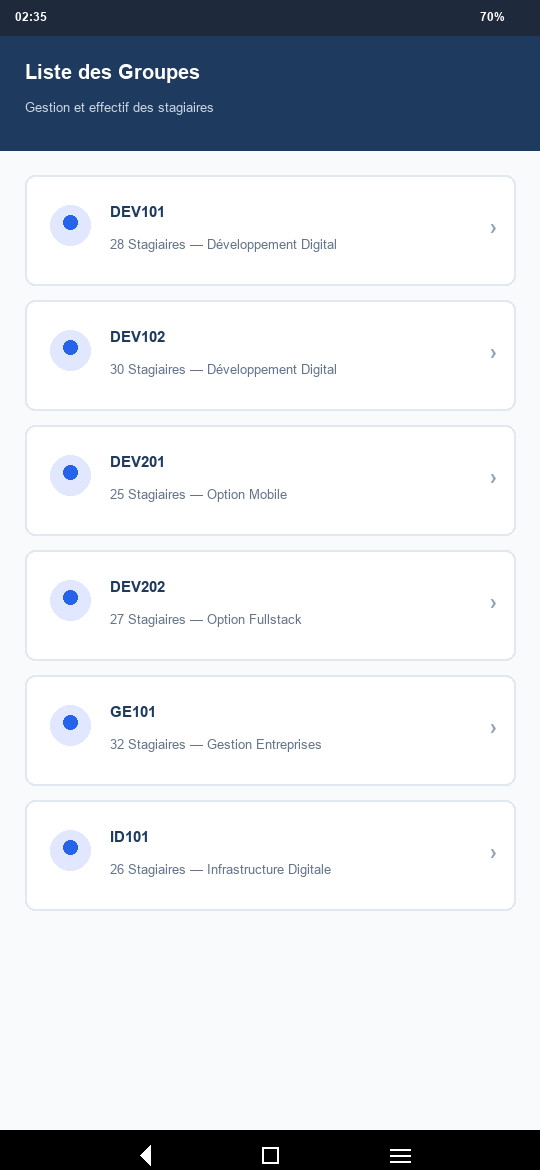 02:35 70%
Liste des Groupes
Gestion et effectif des stagiaires
DEV101
28 Stagiaires — Développement Digital
›
DEV102
30 Stagiaires — Développement Digital
›
DEV201
25 Stagiaires — Option Mobile
›
DEV202
27 Stagiaires — Option Fullstack
›
GE101
32 Stagiaires — Gestion Entreprises
›
ID101
26 Stagiaires — Infrastructure Digitale
›